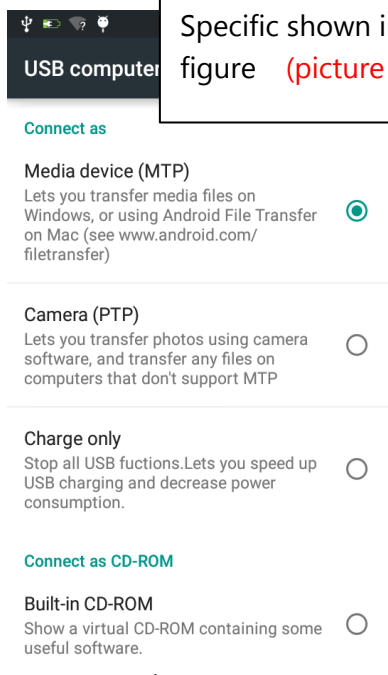 Specific shown i
figure (picture
USB computer
Connect as
Media device (MTP)
Lets you transfer media files on
Windows, or using Android File Transfer
on Mac (see www.android.com/
filetransfer)
Camera (PTP)
Lets you transfer photos using camera
software, and transfer any files on
computers that don't support MTP
Charge only
Stop all USB fuctions.Lets you speed up
USB charging and decrease power
consumption.
Connect as CD-ROM
Built-in CD-ROM
Show a virtual CD-ROM containing some
useful software.